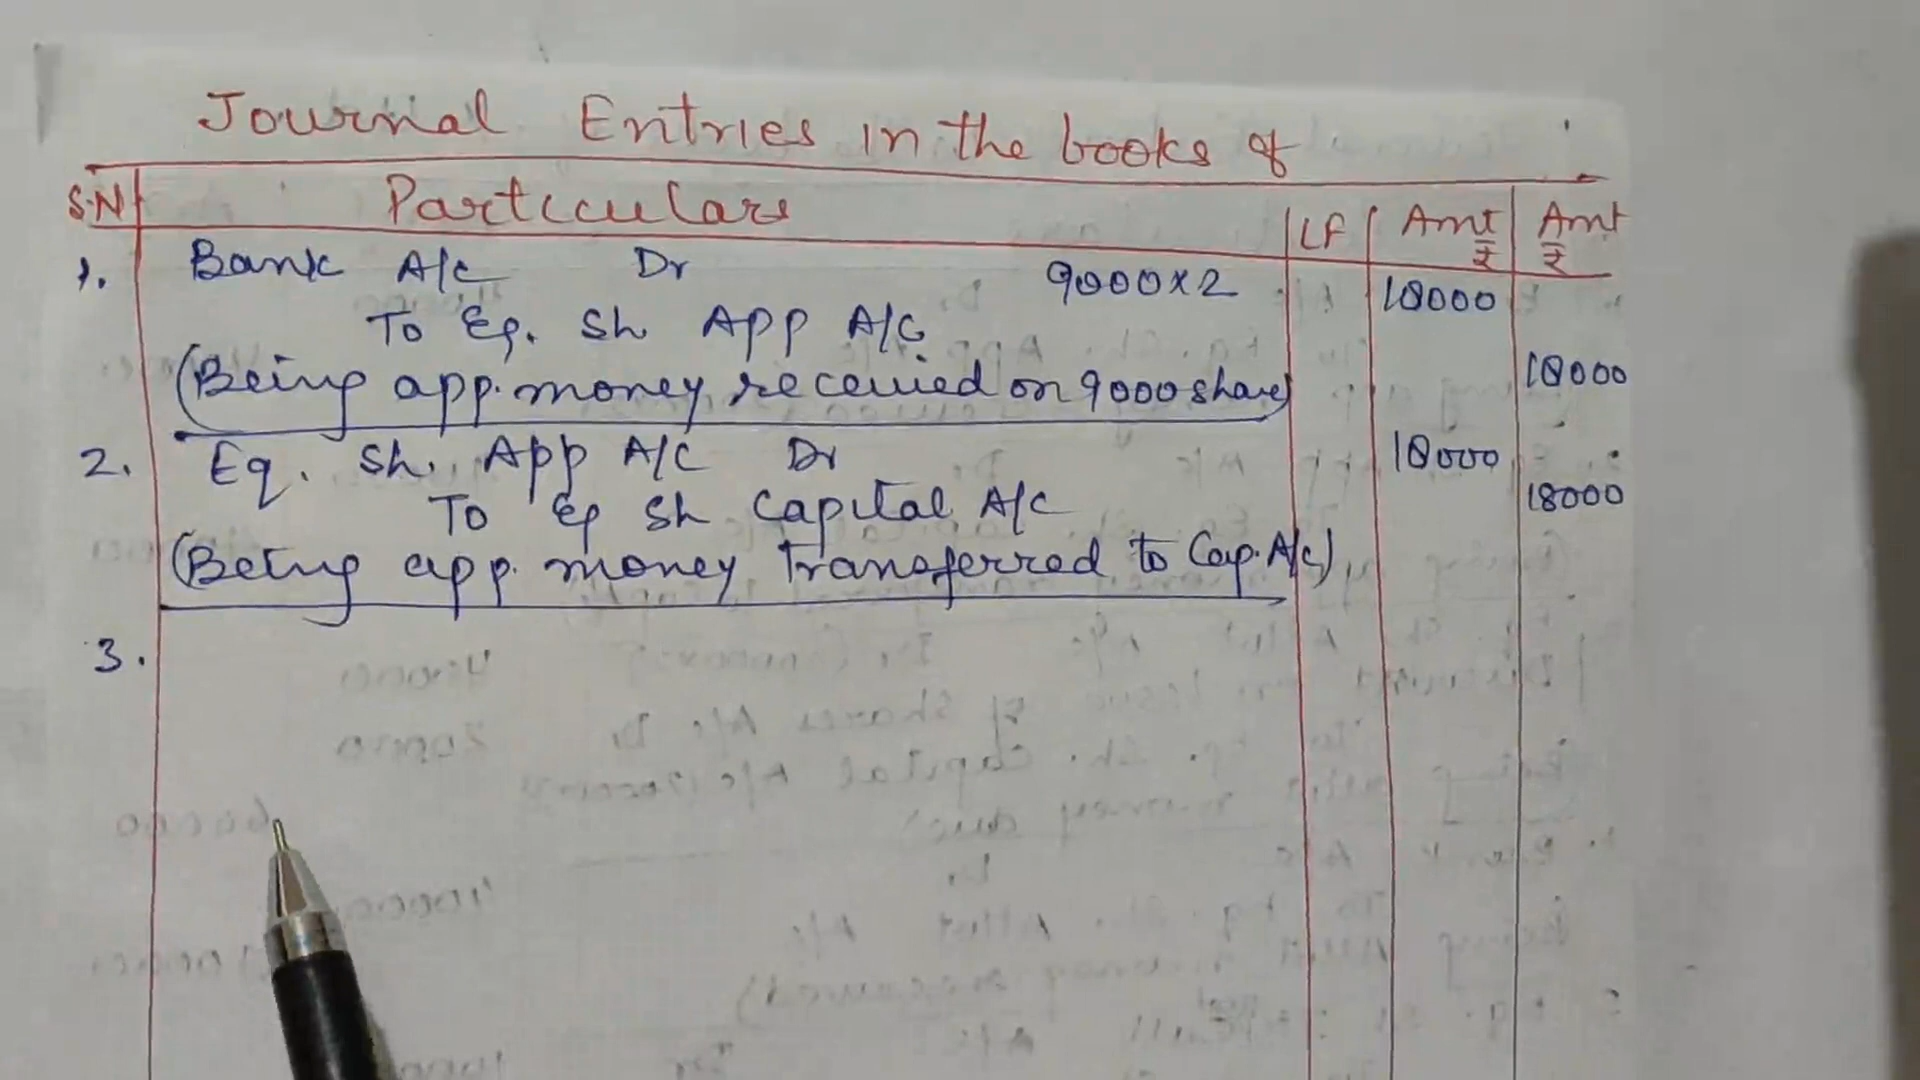 Journal Entries in the books of
S.N Particulars LF Amt ₹ Amt ₹
1. Bank A/c Dr 9000×2 18000
To Eq. Sh App A/c. 18000
(Being app. money received on 9000 share)
2. Eq. Sh. App A/c Dr 18000
To Eq Sh Capital A/c 18000
(Being app. money transferred to Cap. A/c)
3.